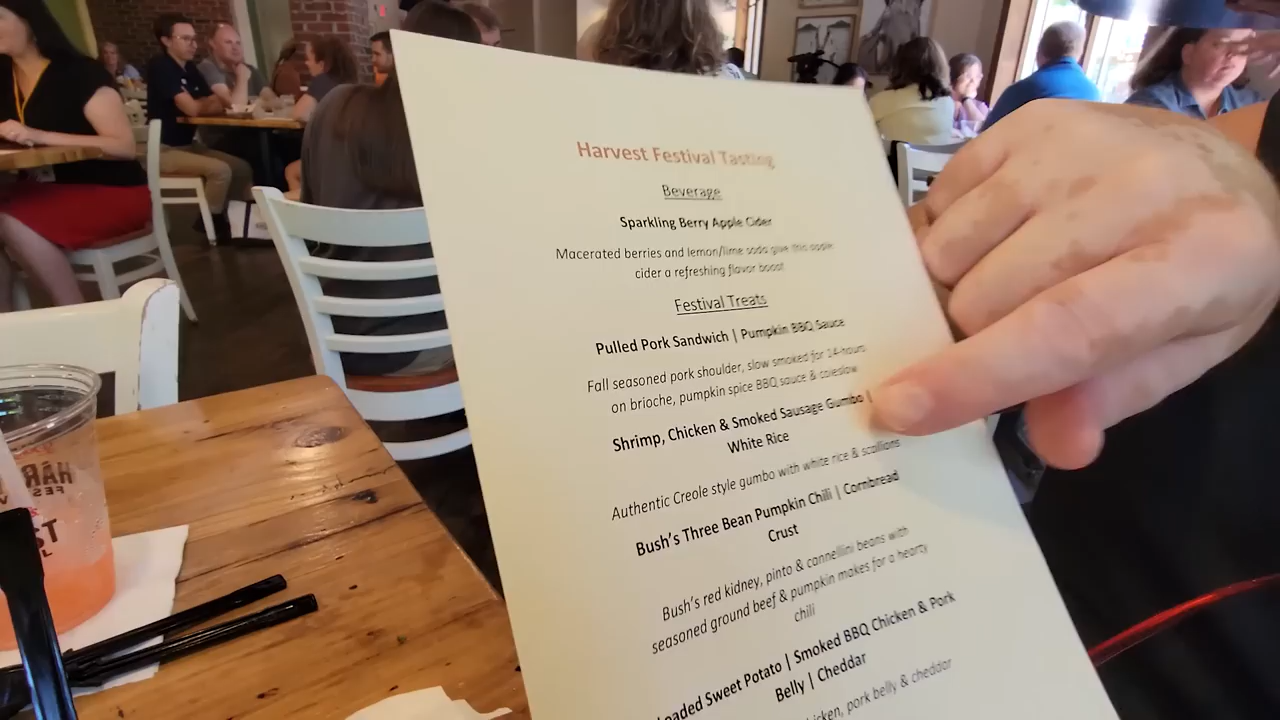 Harvest Festival Tasting
Beverage
Sparkling Berry Apple Cider
Macerated berries and lemon/lime soda give this apple
cider a refreshing flavor boost
Festival Treats
Pulled Pork Sandwich | Pumpkin BBQ Sauce
Fall seasoned pork shoulder, slow smoked for 14-hours
on brioche, pumpkin spice BBQ sauce & coleslaw
Shrimp, Chicken & Smoked Sausage Gumbo |
White Rice
Authentic Creole style gumbo with white rice & scallions
Bush's Three Bean Pumpkin Chili | Cornbread
Crust
Bush's red kidney, pinto & cannellini beans with
seasoned ground beef & pumpkin makes for a hearty
chili
Loaded Sweet Potato | Smoked BBQ Chicken & Pork
Belly | Cheddar
chicken, pork belly & cheddar